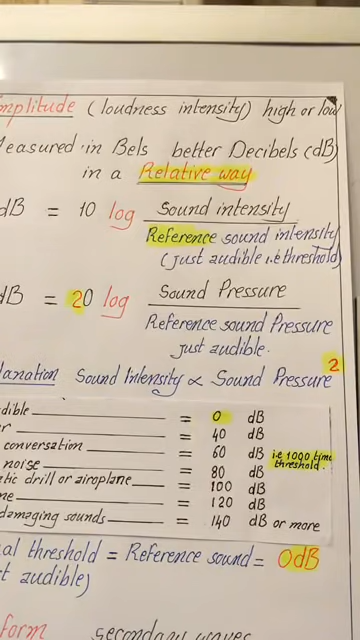 mplitude (loudness intensity) high or low
easured in Bels better Decibels (dB)
in a Relative way
dB = 10 log Sound intensity
Reference sound intensity
(just audible i.e threshold)
dB = 20 log Sound Pressure
Reference sound Pressure
just audible.
lanation Sound Intensity ∝ Sound Pressure 2
dible = 0 dB
r = 40 dB
conversation = 60 dB i.e 1000 time threshold.
noise = 80 dB
tic drill or airoplane = 100 dB
ne = 120 dB
damaging sounds = 140 dB or more
al threshold = Reference sound = 0dB
t audible)
form secondary waves